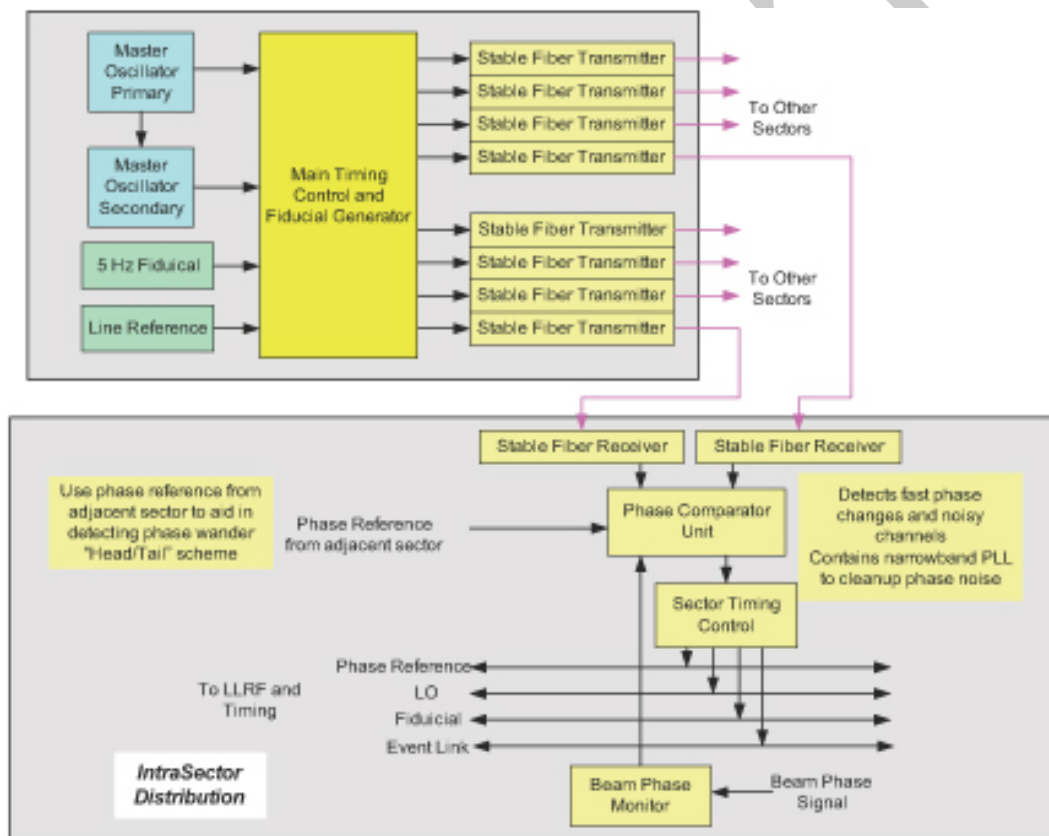 Master
Oscillator
Primary
Master
Oscillator
Secondary
5 Hz Fiduical
Line Reference
Main Timing
Control and
Fiducial Generator
Stable Fiber Transmitter
Stable Fiber Transmitter
Stable Fiber Transmitter
Stable Fiber Transmitter
To Other
Sectors
Stable Fiber Transmitter
Stable Fiber Transmitter
Stable Fiber Transmitter
Stable Fiber Transmitter
To Other
Sectors
Stable Fiber Receiver
Stable Fiber Receiver
Use phase reference from
adjacent sector to aid in
detecting phase wander
"Head/Tail" scheme
Phase Reference
from adjacent sector
Phase Comparator
Unit
Detects fast phase
changes and noisy
channels
Contains narrowband PLL
to cleanup phase noise
Sector Timing
Control
To LLRF and
Timing
Phase Reference
LO
Fiduicial
Event Link
IntraSector
Distribution
Beam Phase
Monitor
Beam Phase
Signal